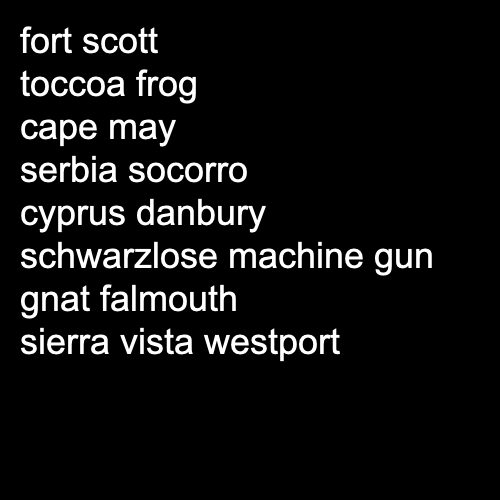 fort scott
toccoa frog
cape may
serbia socorro
cyprus danbury
schwarzlose machine gun
gnat falmouth
sierra vista westport